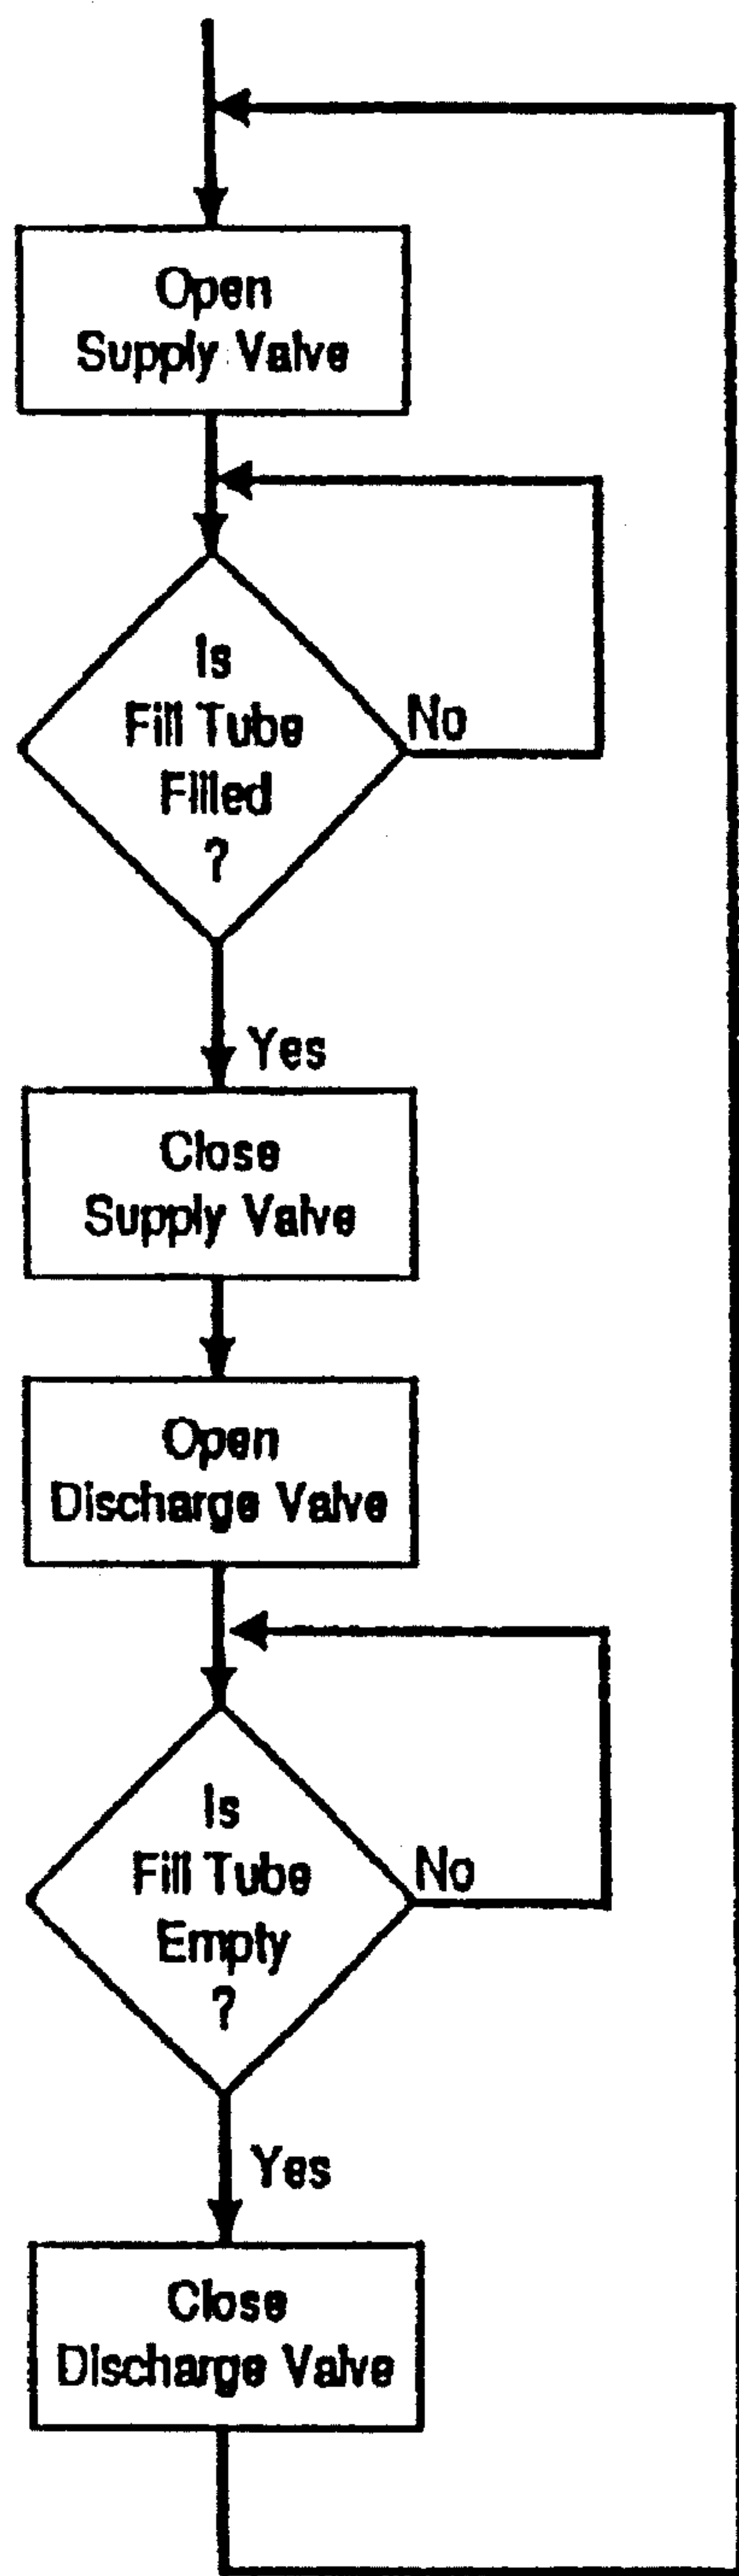 Open
Supply Valve
Is
Fill Tube
Filled
?
No
Yes
Close
Supply Valve
Open
Discharge Valve
Is
Fill Tube
Empty
?
No
Yes
Close
Discharge Valve